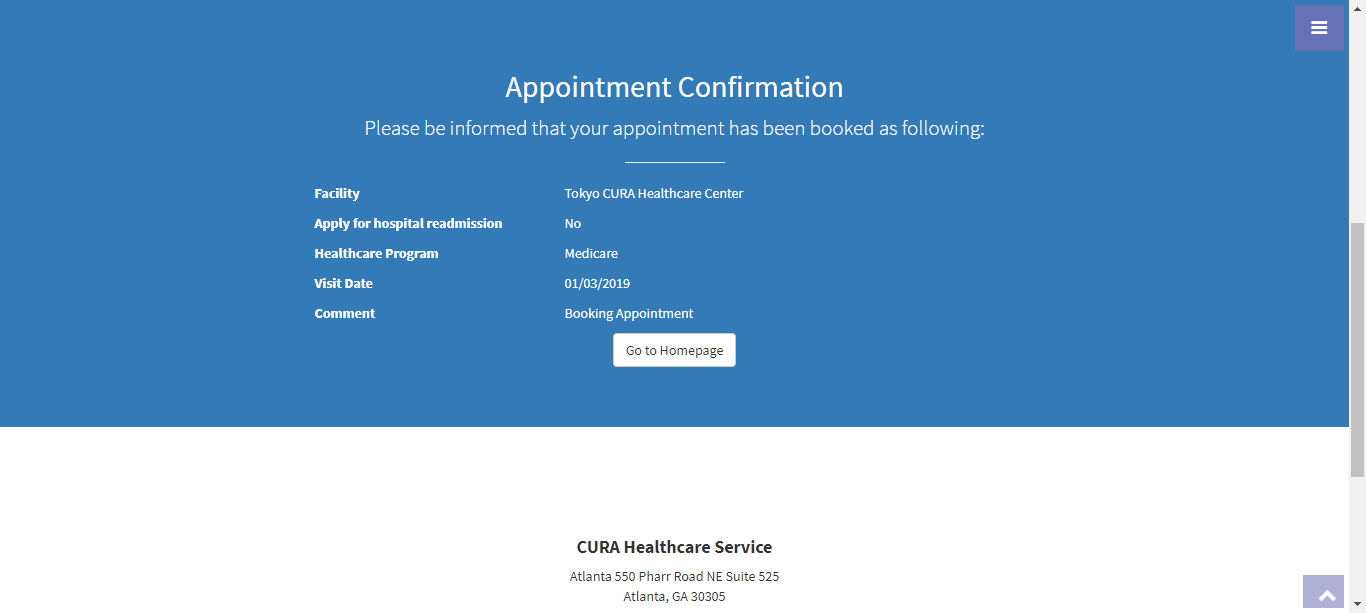 Appointment Confirmation
Please be informed that your appointment has been booked as following:
Facility Tokyo CURA Healthcare Center
Apply for hospital readmission No
Healthcare Program Medicare
Visit Date 01/03/2019
Comment Booking Appointment
Go to Homepage
CURA Healthcare Service
Atlanta 550 Pharr Road NE Suite 525
Atlanta, GA 30305